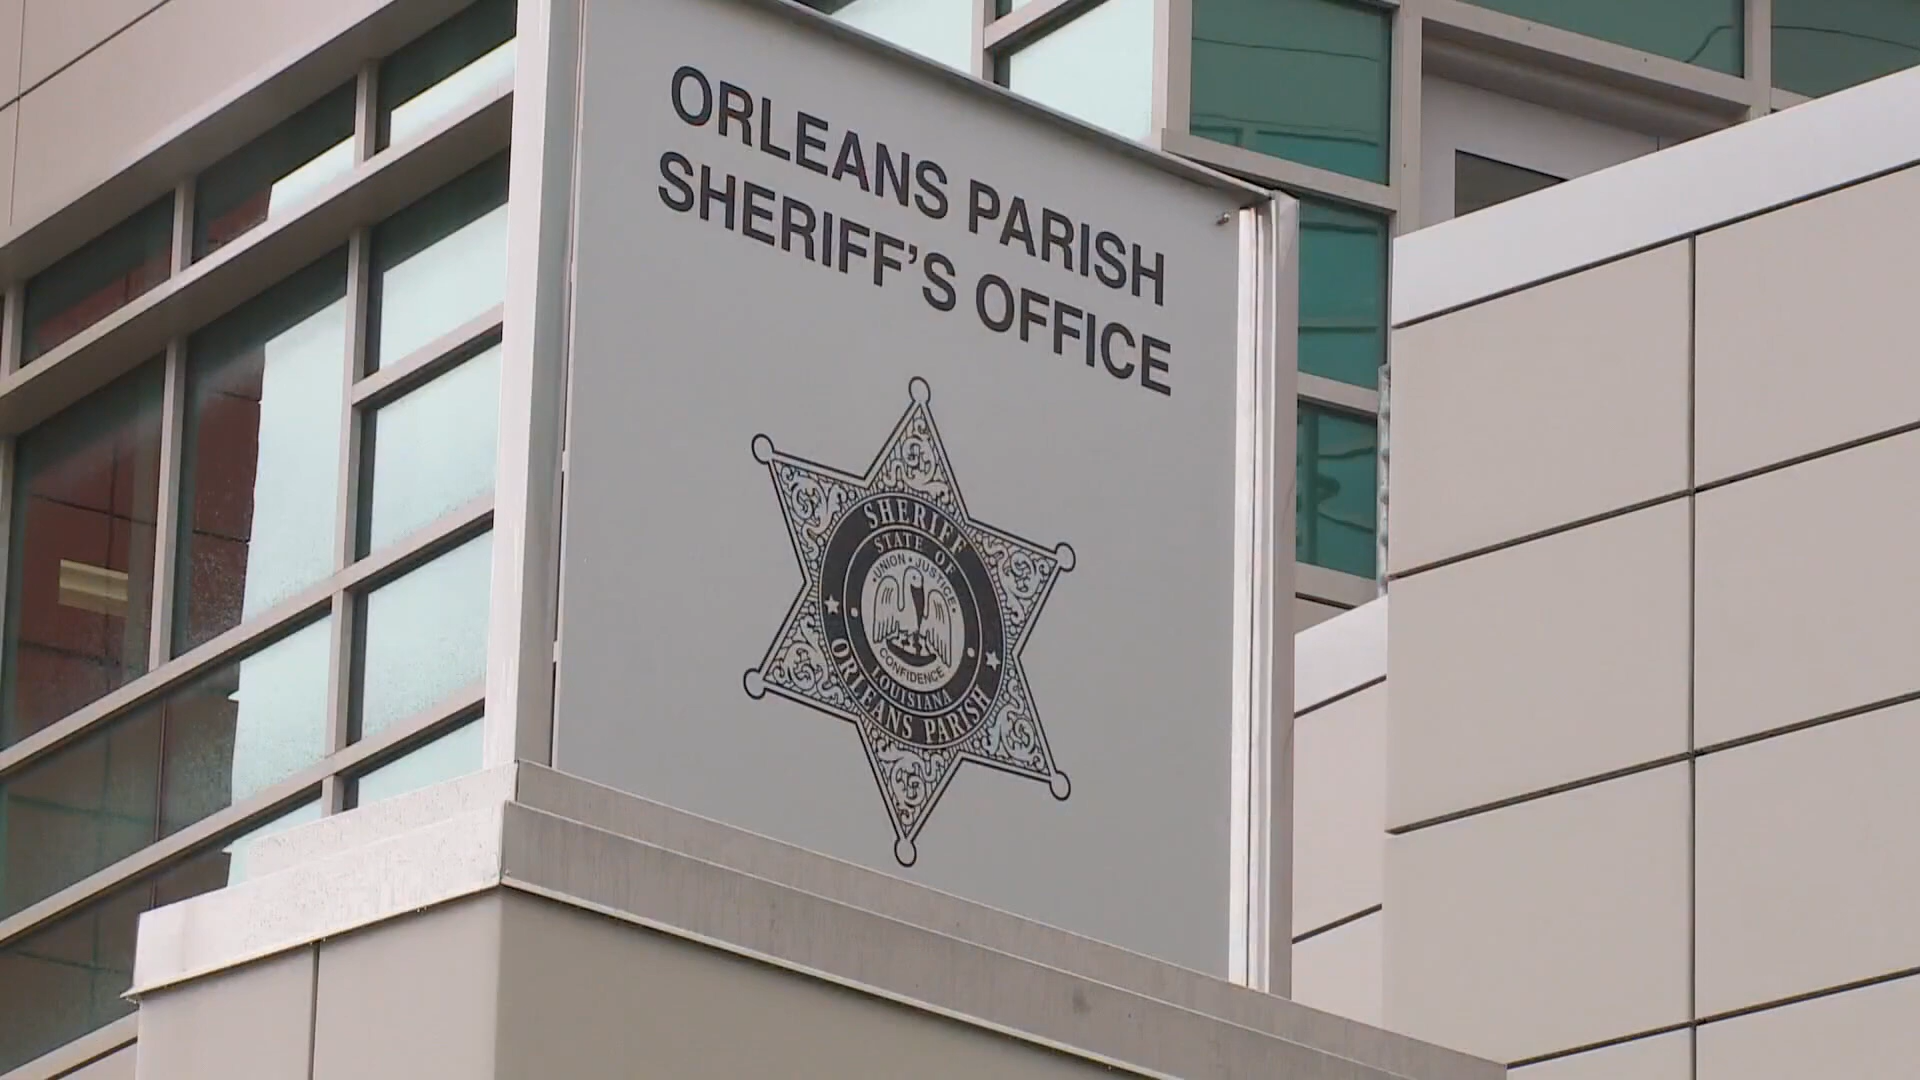 ORLEANS PARISH
SHERIFF'S OFFICE
SHERIFF
STATE OF
UNION • JUSTICE
CONFIDENCE
LOUISIANA
ORLEANS PARISH